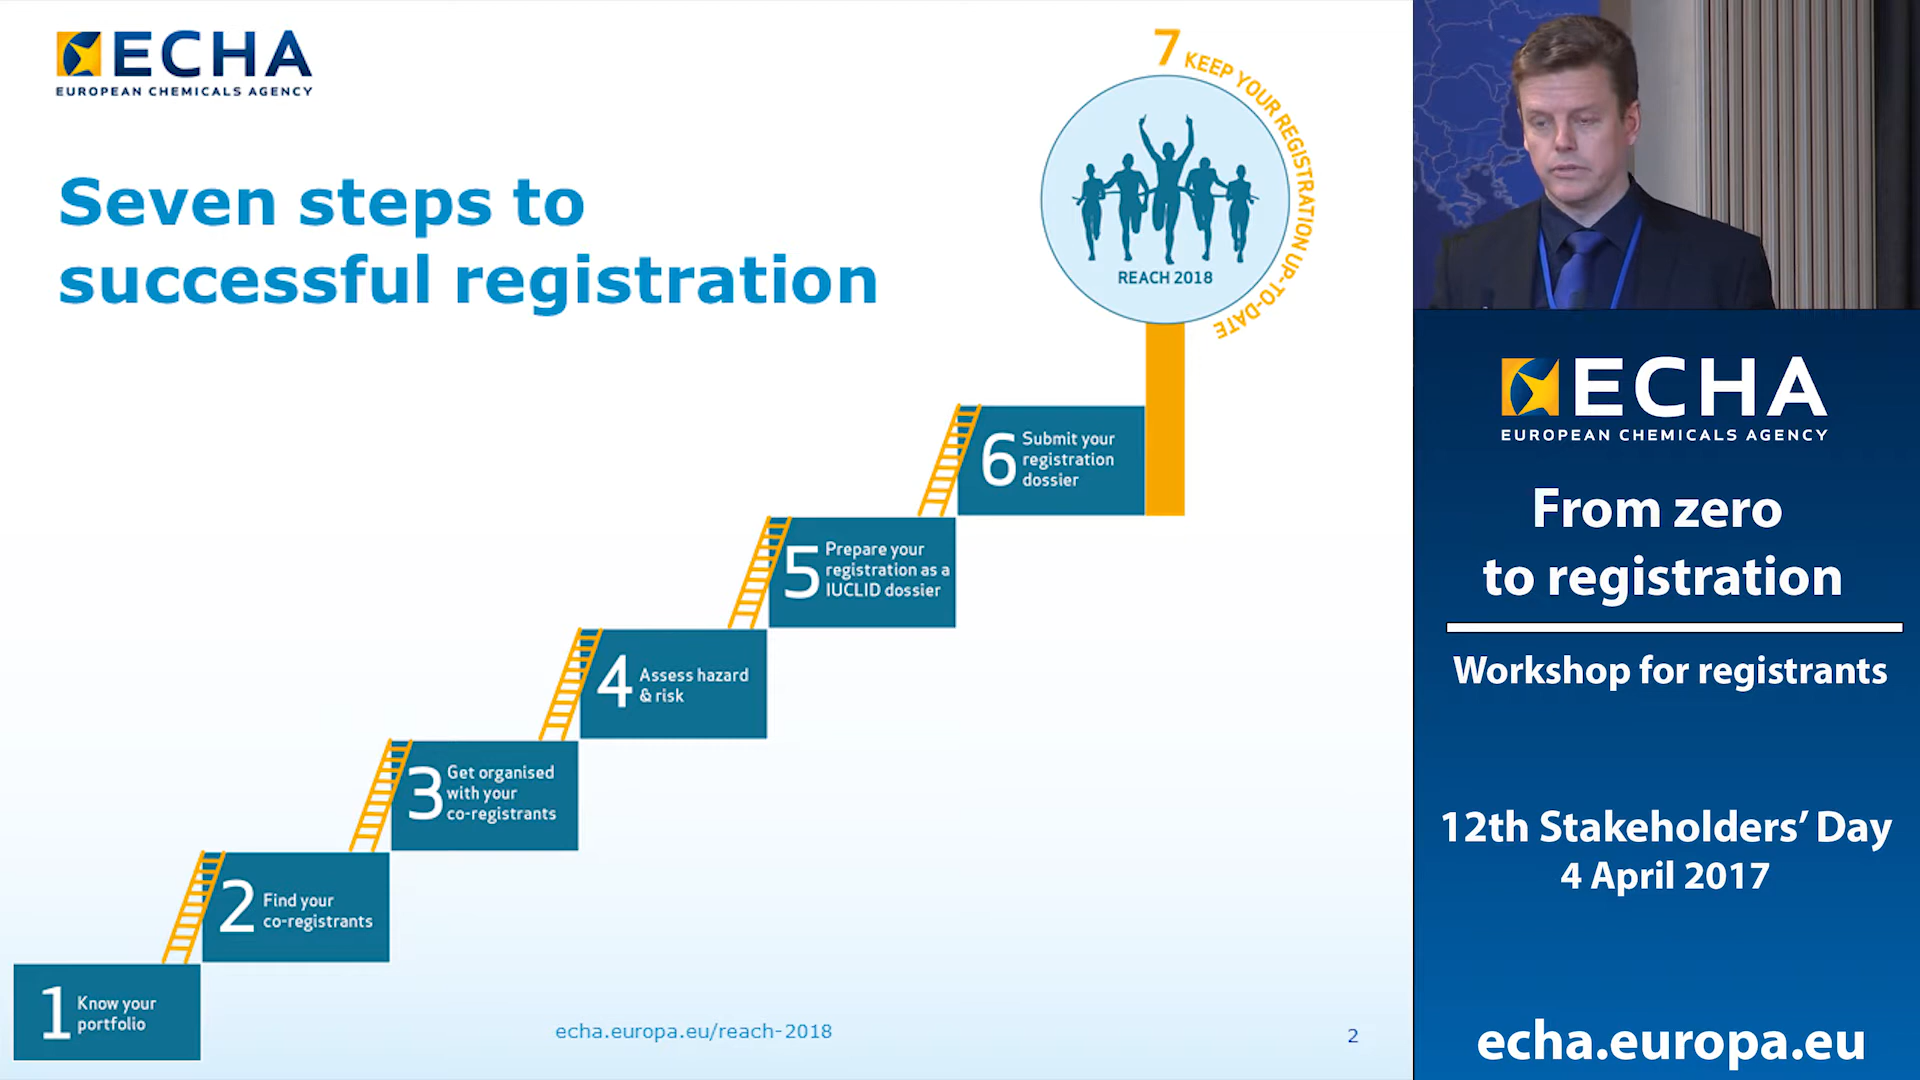 ECHA
EUROPEAN CHEMICALS AGENCY
Seven steps to
successful registration
7 KEEP YOUR REGISTRATION UP-TO-DATE
REACH 2018
6 Submit your
registration
dossier
5 Prepare your
registration as a
IUCLID dossier
4 Assess hazard
& risk
3 Get organised
with your
co-registrants
2 Find your
co-registrants
1 Know your
portfolio
echa.europa.eu/reach-2018
2
ECHA
EUROPEAN CHEMICALS AGENCY
From zero
to registration
Workshop for registrants
12th Stakeholders’ Day
4 April 2017
echa.europa.eu